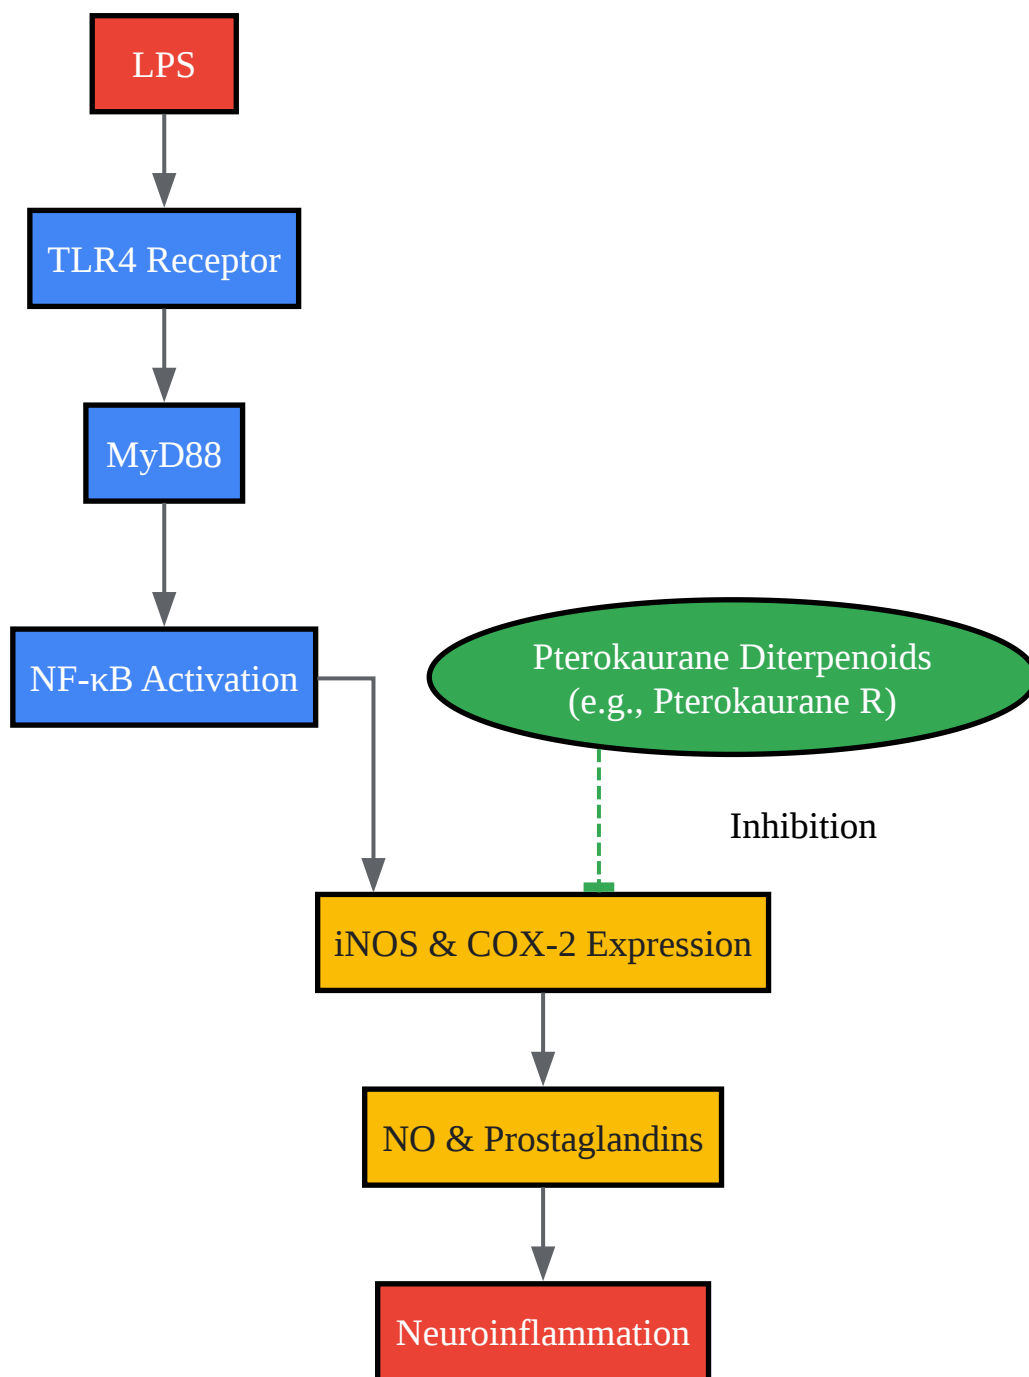 LPS
TLR4 Receptor
MyD88
NF-κB Activation
Pterokaurane Diterpenoids
(e.g., Pterokaurane R)
Inhibition
iNOS & COX-2 Expression
NO & Prostaglandins
Neuroinflammation